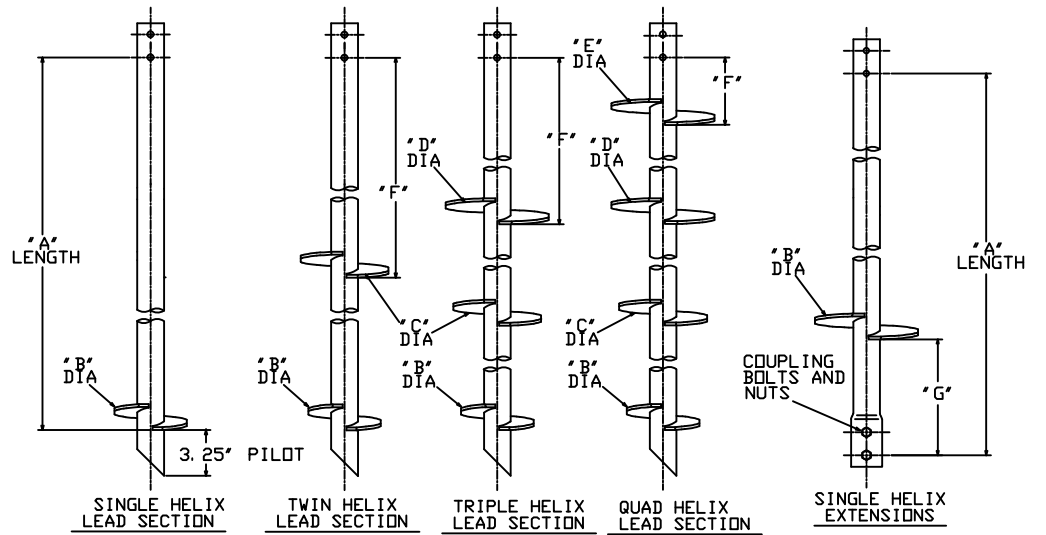 "E"
DIA
"F"
"D"
DIA
"F"
"D"
DIA
"F"
"A"
LENGTH
"A"
LENGTH
"B"
DIA
"C"
DIA
"C"
DIA
"B"
DIA
"B"
DIA
"B"
DIA
"B"
DIA
COUPLING
BOLTS AND
NUTS
"G"
3.25" PILOT
SINGLE HELIX
LEAD SECTION
TWIN HELIX
LEAD SECTION
TRIPLE HELIX
LEAD SECTION
QUAD HELIX
LEAD SECTION
SINGLE HELIX
EXTENSIONS